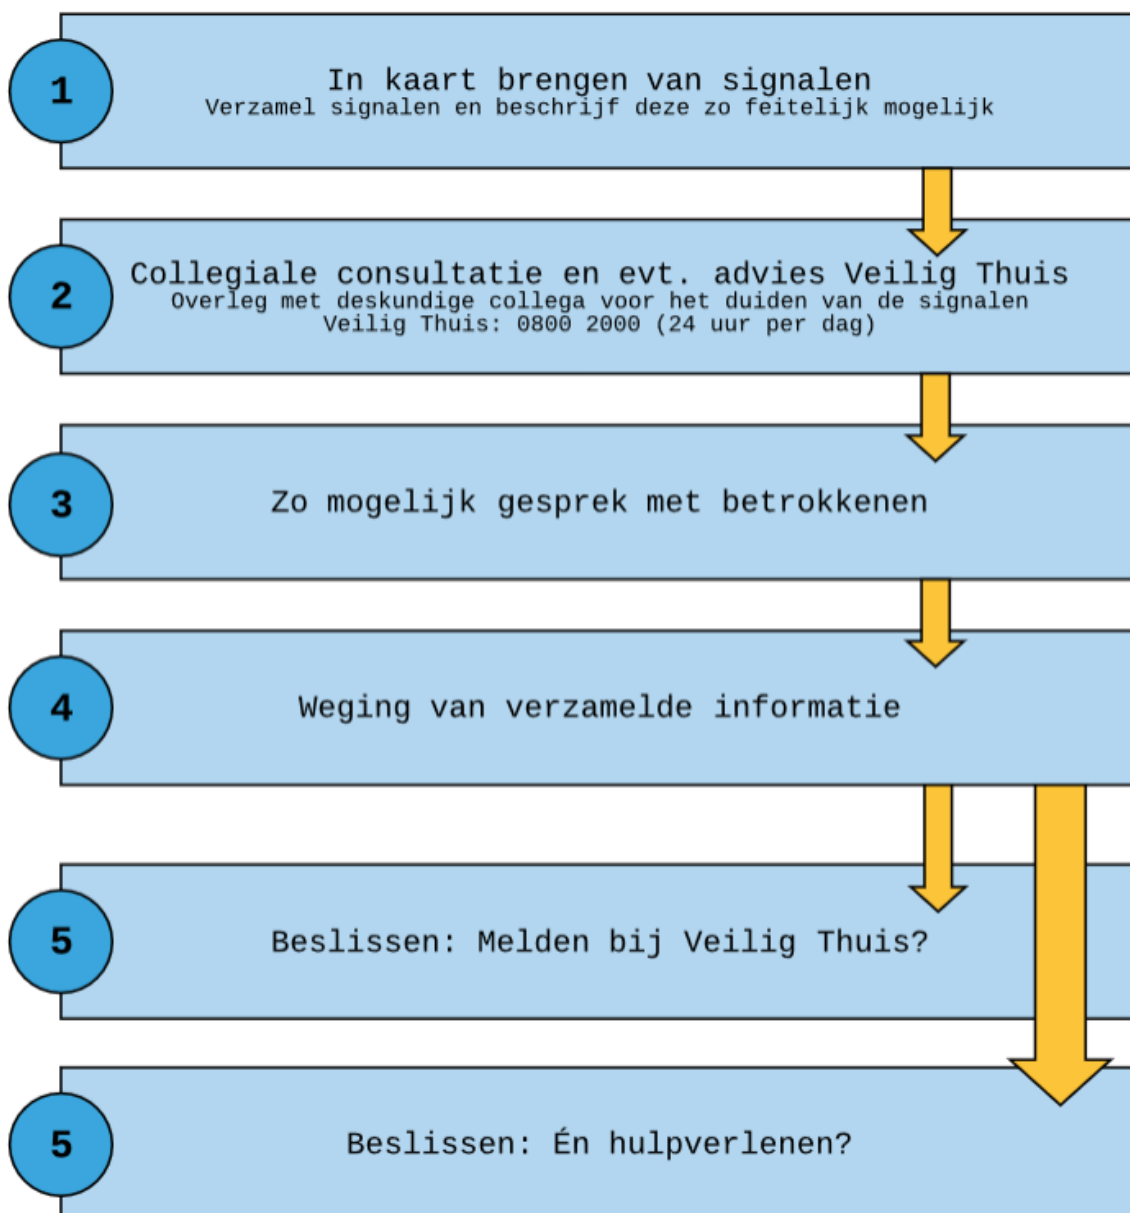 1
In kaart brengen van signalen
Verzamel signalen en beschrijf deze zo feitelijk mogelijk
2
Collegiale consultatie en evt. advies Veilig Thuis
Overleg met deskundige collega voor het duiden van de signalen
Veilig Thuis: 0800 2000 (24 uur per dag)
3
Zo mogelijk gesprek met betrokkenen
4
Weging van verzamelde informatie
5
Beslissen: Melden bij Veilig Thuis?
5
Beslissen: Én hulpverlenen?